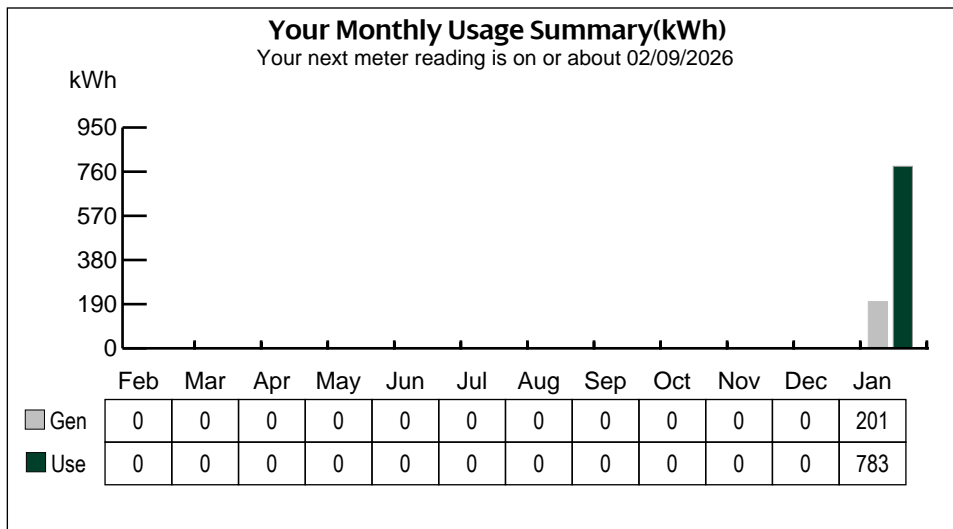 Your Monthly Usage Summary(kWh)
Your next meter reading is on or about 02/09/2026
kWh
950
760
570
380
190
0
Feb Mar Apr May Jun Jul Aug Sep Oct Nov Dec Jan
Gen 0 0 0 0 0 0 0 0 0 0 0 201
Use 0 0 0 0 0 0 0 0 0 0 0 783